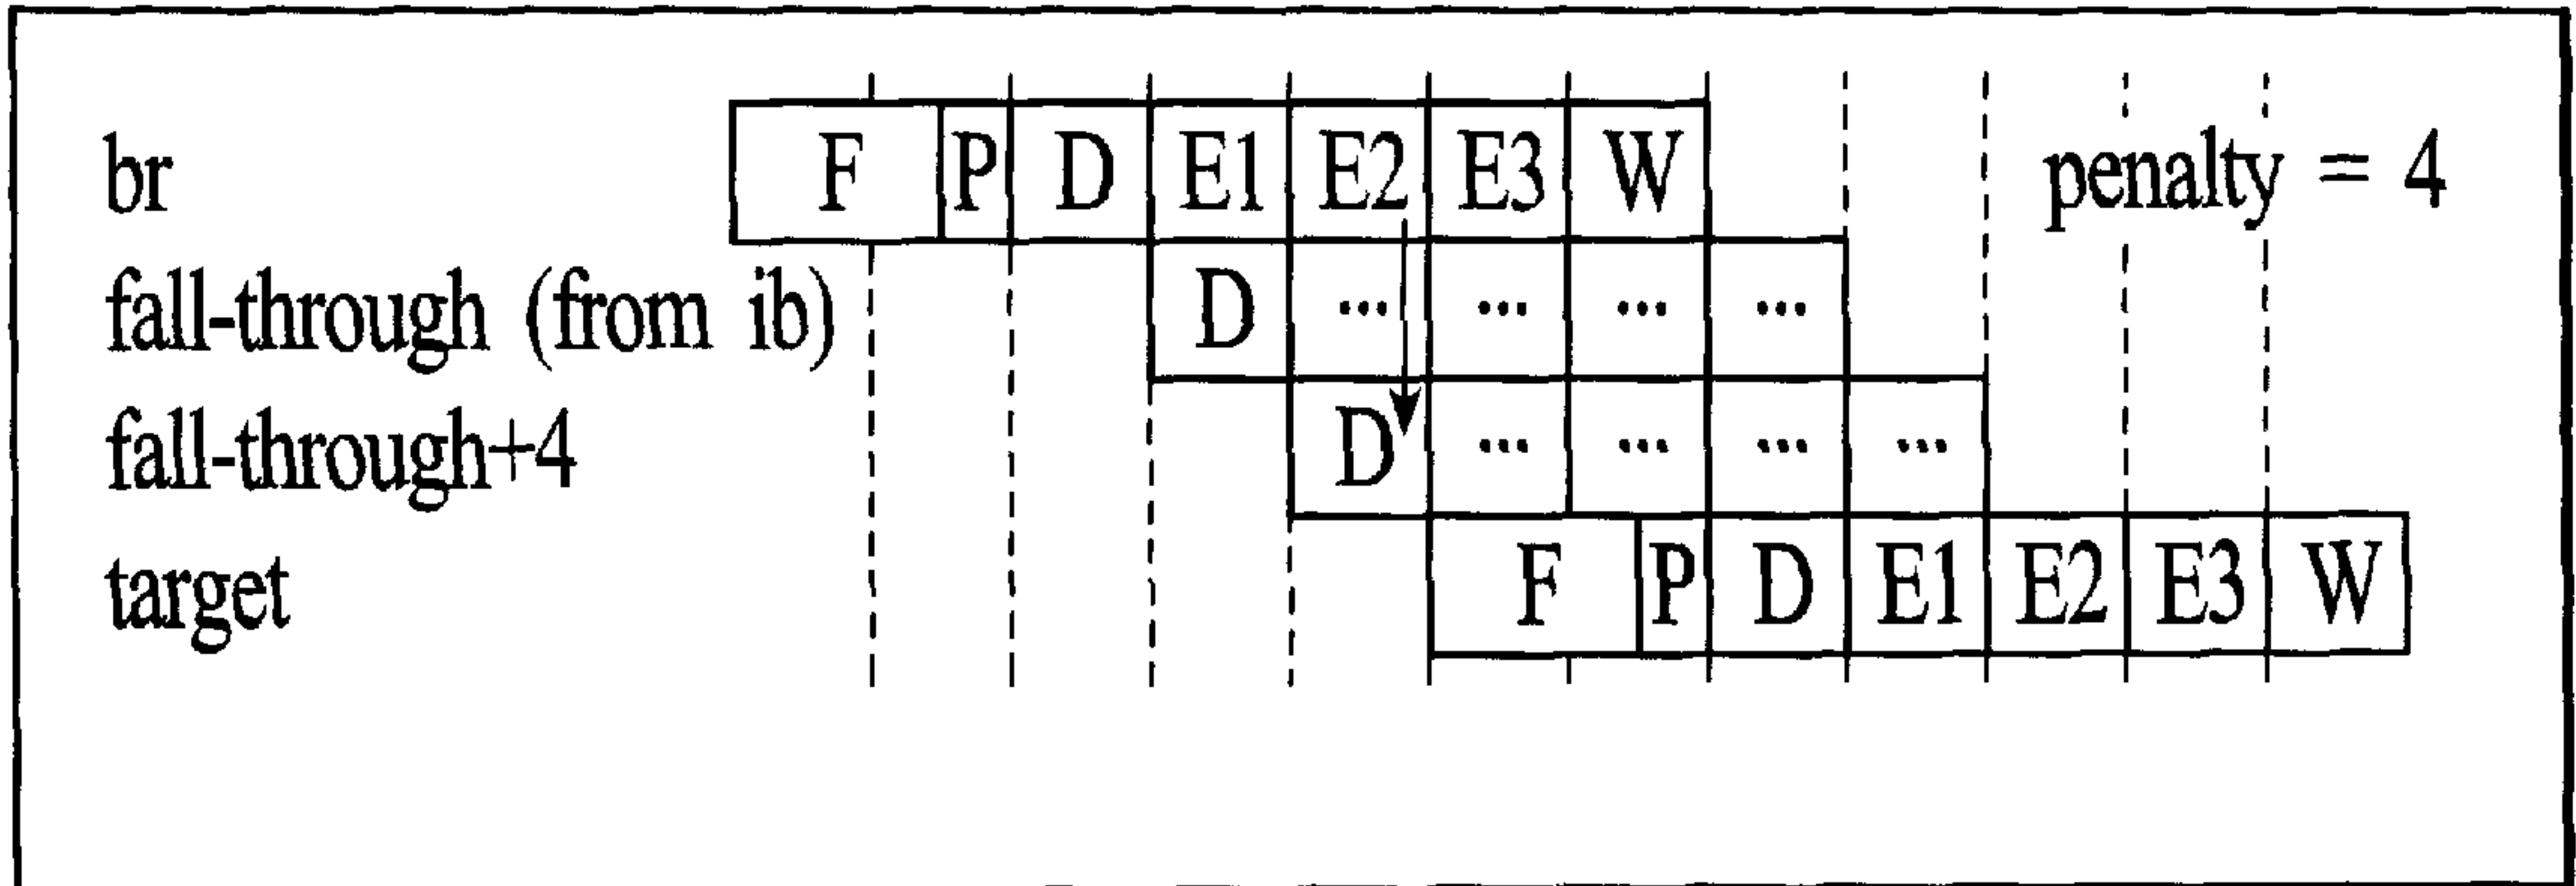 br F P D E1 E2 E3 W penalty = 4
fall-through (from ib) D ... ... ... ...
fall-through+4 D ... ... ... ...
target F P D E1 E2 E3 W